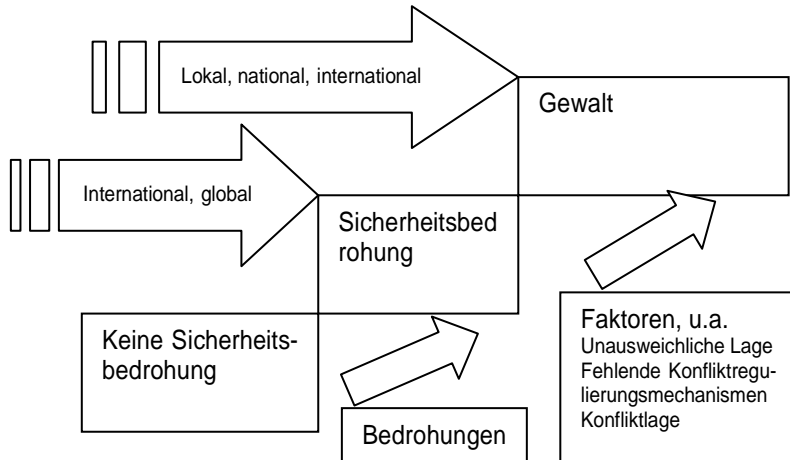 Lokal, national, international
Gewalt
International, global
Sicherheitsbed
rohung
Keine Sicherheits-
bedrohung
Faktoren, u.a.
Unausweichliche Lage
Fehlende Konfliktregu-
lierungsmechanismen
Konfliktlage
Bedrohungen